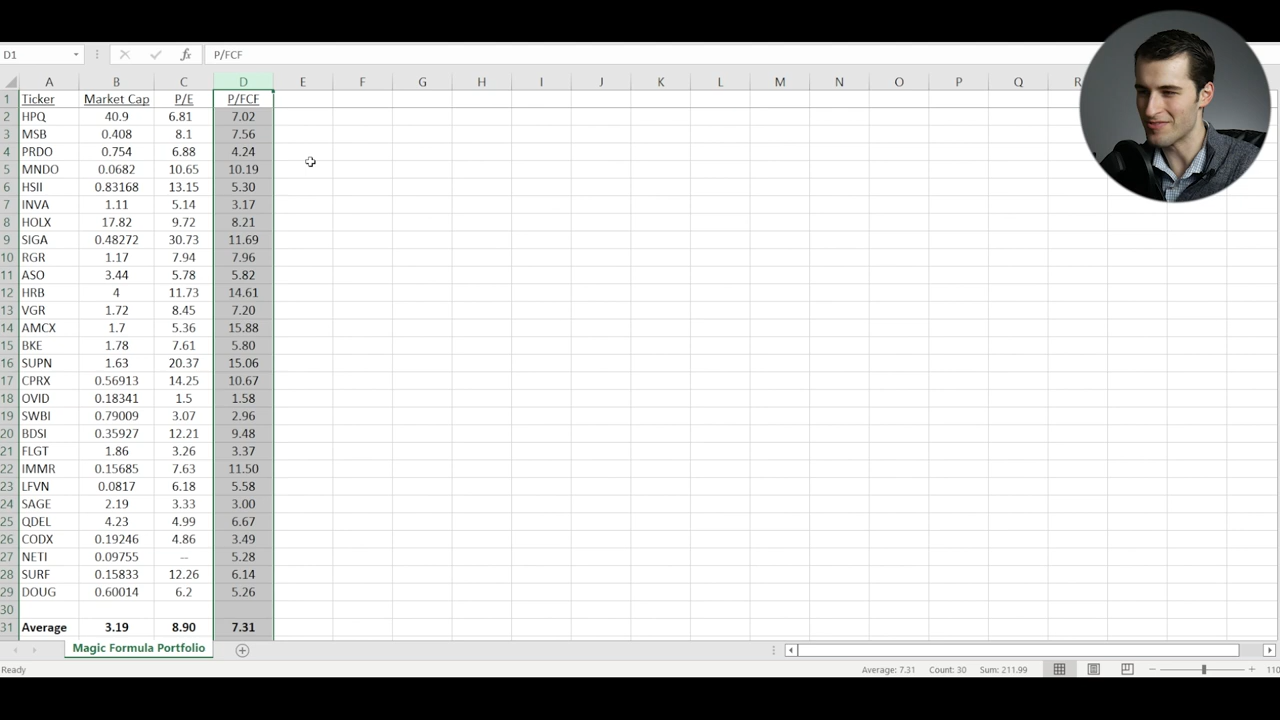 D1 fx P/FCF
A B C D E F G H I J K L M N O P Q R
1 Ticker Market Cap P/E P/FCF
2 HPQ 40.9 6.81 7.02
3 MSB 0.408 8.1 7.56
4 PRDO 0.754 6.88 4.24
5 MNDO 0.0682 10.65 10.19
6 HSII 0.83168 13.15 5.30
7 INVA 1.11 5.14 3.17
8 HOLX 17.82 9.72 8.21
9 SIGA 0.48272 30.73 11.69
10 RGR 1.17 7.94 7.96
11 ASO 3.44 5.78 5.82
12 HRB 4 11.73 14.61
13 VGR 1.72 8.45 7.20
14 AMCX 1.7 5.36 15.88
15 BKE 1.78 7.61 5.80
16 SUPN 1.63 20.37 15.06
17 CPRX 0.56913 14.25 10.67
18 OVID 0.18341 1.5 1.58
19 SWBI 0.79009 3.07 2.96
20 BDSI 0.35927 12.21 9.48
21 FLGT 1.86 3.26 3.37
22 IMMR 0.15685 7.63 11.50
23 LFVN 0.0817 6.18 5.58
24 SAGE 2.19 3.33 3.00
25 QDEL 4.23 4.99 6.67
26 CODX 0.19246 4.86 3.49
27 NETI 0.09755 -- 5.28
28 SURF 0.15833 12.26 6.14
29 DOUG 0.60014 6.2 5.26
30
31 Average 3.19 8.90 7.31
Magic Formula Portfolio
Ready Average: 7.31 Count: 30 Sum: 211.99 110